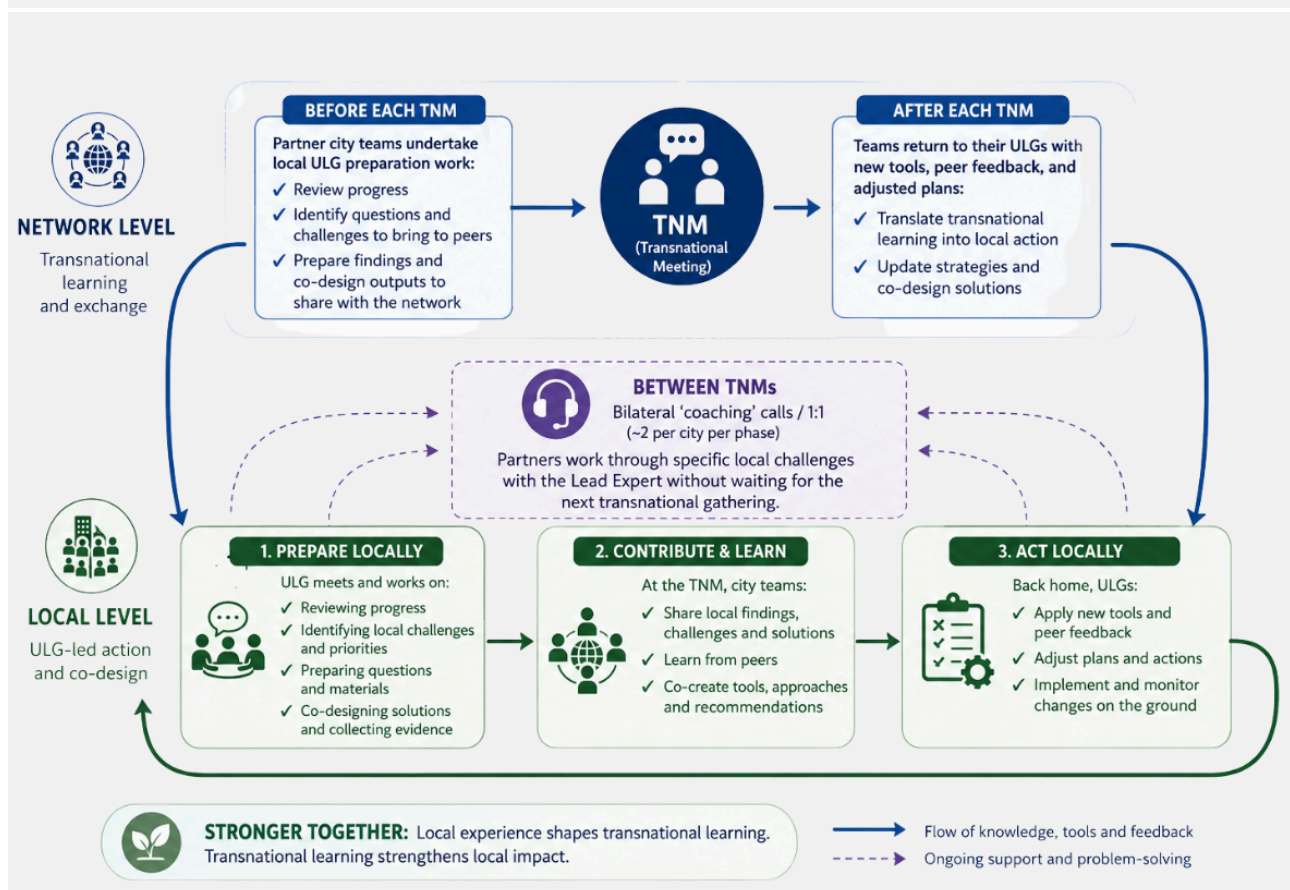 BEFORE EACH TNM
Partner city teams undertake
local ULG preparation work:
✓ Review progress
✓ Identify questions and
challenges to bring to peers
✓ Prepare findings and
co-design outputs to
share with the network
TNM
(Transnational
Meeting)
AFTER EACH TNM
Teams return to their ULGs with
new tools, peer feedback, and
adjusted plans:
✓ Translate transnational
learning into local action
✓ Update strategies and
co-design solutions
NETWORK LEVEL
Transnational
learning
and exchange
BETWEEN TNMs
Bilateral ‘coaching’ calls / 1:1
(~2 per city per phase)
Partners work through specific local challenges
with the Lead Expert without waiting for the
next transnational gathering.
LOCAL LEVEL
ULG-led action
and co-design
1. PREPARE LOCALLY
ULG meets and works on:
✓ Reviewing progress
✓ Identifying local challenges
and priorities
✓ Preparing questions
and materials
✓ Co-designing solutions
and collecting evidence
2. CONTRIBUTE & LEARN
At the TNM, city teams:
✓ Share local findings,
challenges and solutions
✓ Learn from peers
✓ Co-create tools, approaches
and recommendations
3. ACT LOCALLY
Back home, ULGs:
✓ Apply new tools and
peer feedback
✓ Adjust plans and actions
✓ Implement and monitor
changes on the ground
STRONGER TOGETHER: Local experience shapes transnational learning.
Transnational learning strengthens local impact.
Flow of knowledge, tools and feedback
Ongoing support and problem-solving